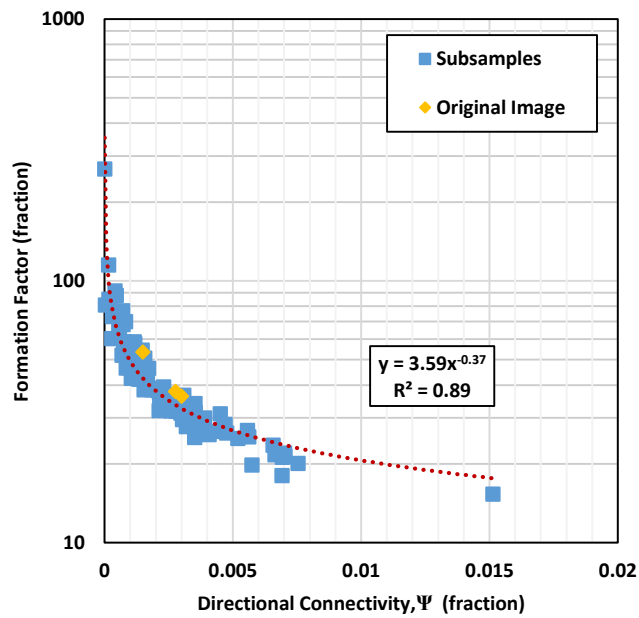 1000
100
10
Formation Factor (fraction)
Subsamples
Original Image
y = 3.59x^-0.37
R² = 0.89
0
0.005
0.01
0.015
0.02
Directional Connectivity,Ψ (fraction)